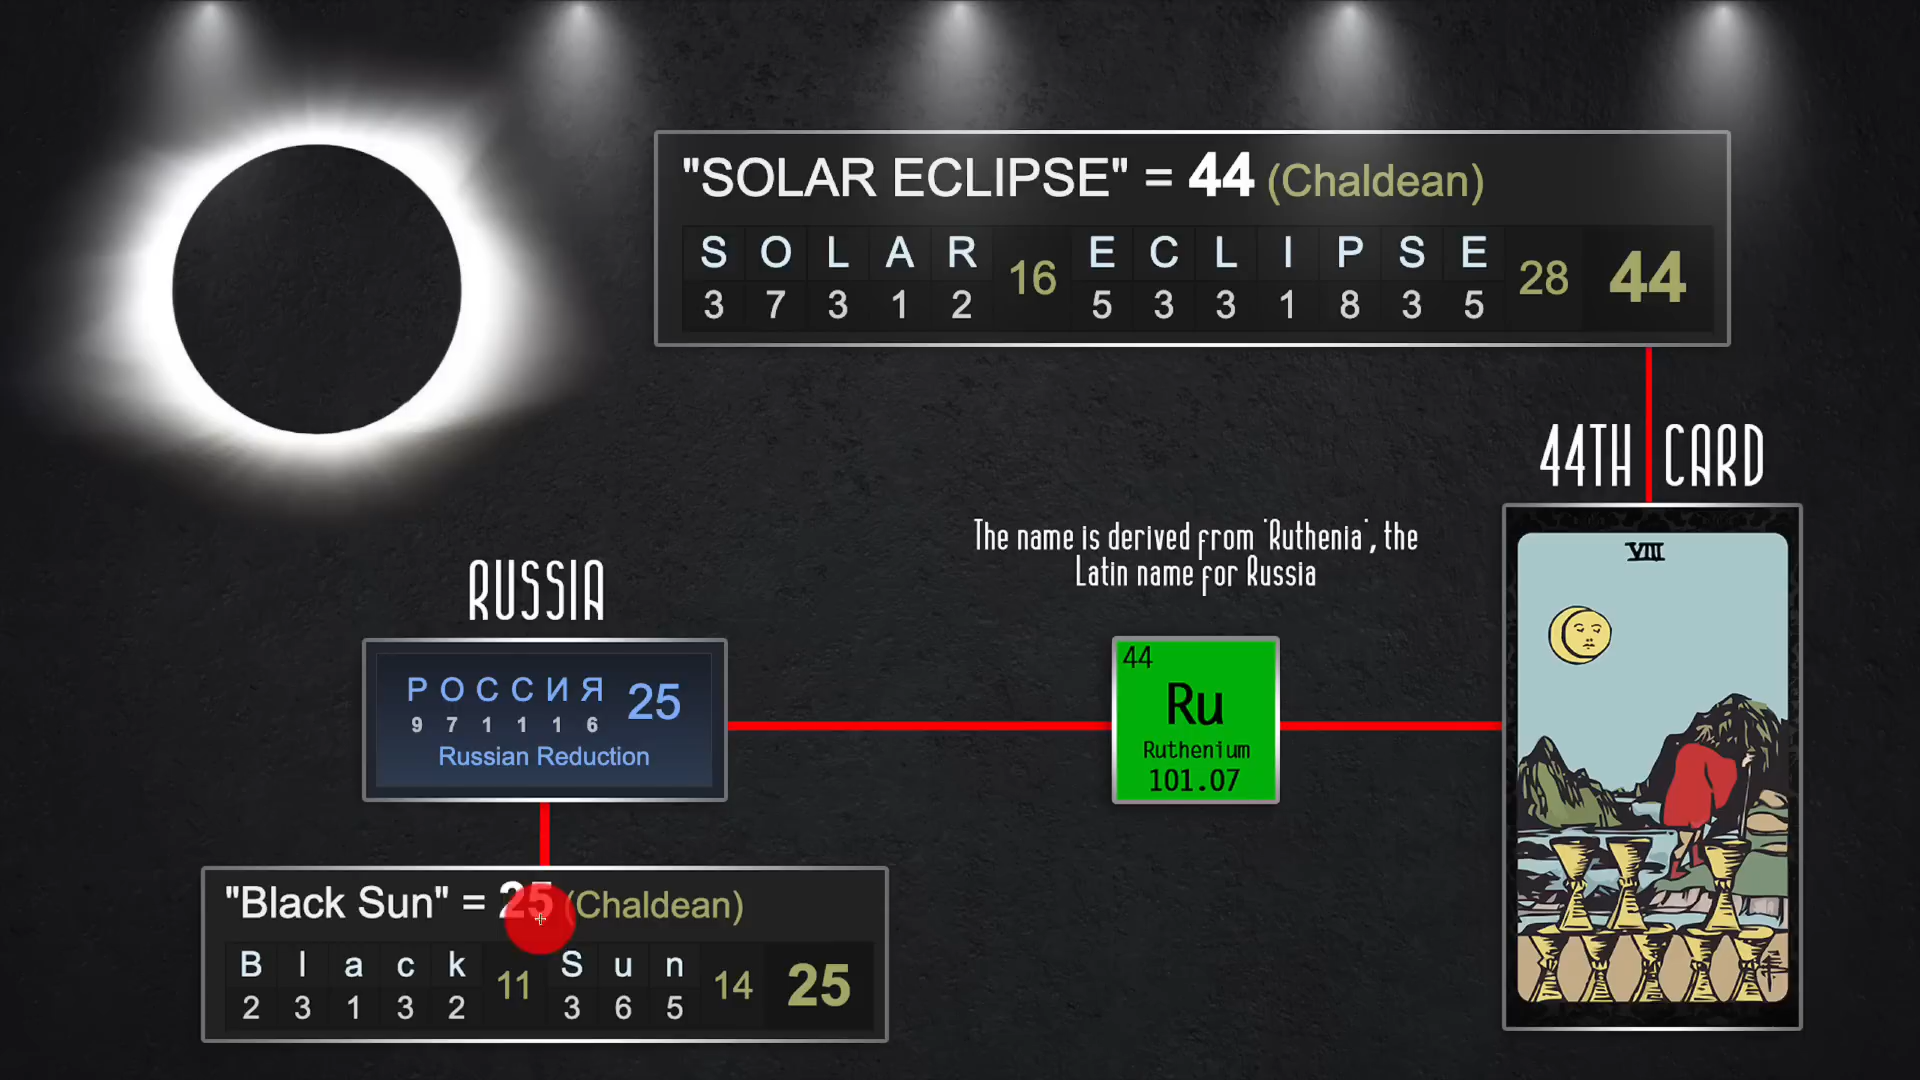 "SOLAR ECLIPSE" = 44 (Chaldean)
S O L A R 16 E C L I P S E 28 44
3 7 3 1 2 5 3 3 1 8 3 5
44TH CARD
The name is derived from 'Ruthenia', the
Latin name for Russia
VIII
RUSSIA
РОССИЯ 25
9 7 1 1 1 6
Russian Reduction
44
Ru
Ruthenium
101.07
"Black Sun" = 25 (Chaldean)
B l a c k 11 S u n 14 25
2 3 1 3 2 3 6 5